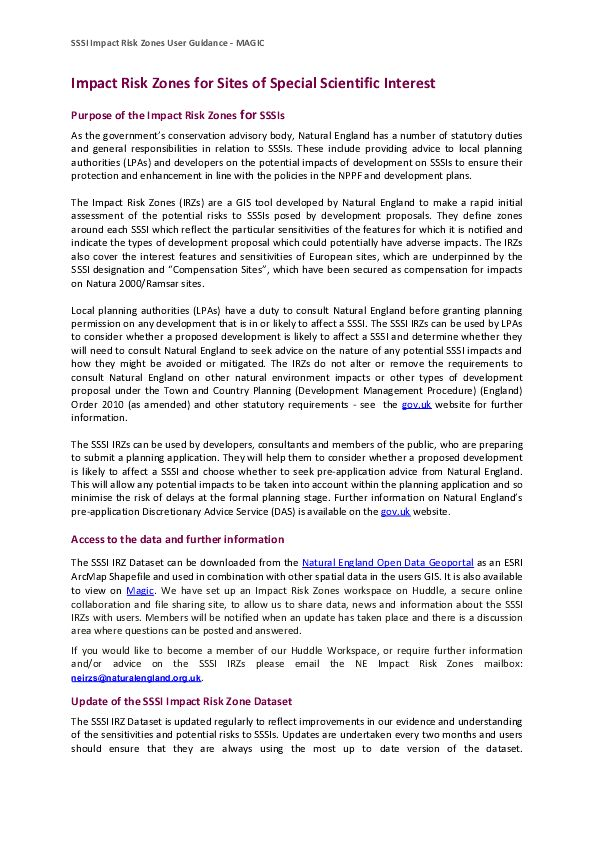 SSSI Impact Risk Zones User Guidance - MAGIC
Impact Risk Zones for Sites of Special Scientific Interest
Purpose of the Impact Risk Zones for SSSIs
As the government's conservation advisory body, Natural England has a number of statutory duties
and general responsibilities in relation to SSSIs. These include providing advice to local planning
authorities (LPAs) and developers on the potential impacts of development on SSSIs to ensure their
protection and enhancement in line with the policies in the NPPF and development plans.
The Impact Risk Zones (IRZs) are a GIS tool developed by Natural England to make a rapid initial
assessment of the potential risks to SSSIs posed by development proposals. They define zones
around each SSSI which reflect the particular sensitivities of the features for which it is notified and
indicate the types of development proposal which could potentially have adverse impacts. The IRZs
also cover the interest features and sensitivities of European sites, which are underpinned by the
SSSI designation and “Compensation Sites”, which have been secured as compensation for impacts
on Natura 2000/Ramsar sites.
Local planning authorities (LPAs) have a duty to consult Natural England before granting planning
permission on any development that is in or likely to affect a SSSI. The SSSI IRZs can be used by LPAs
to consider whether a proposed development is likely to affect a SSSI and determine whether they
will need to consult Natural England to seek advice on the nature of any potential SSSI impacts and
how they might be avoided or mitigated. The IRZs do not alter or remove the requirements to
consult Natural England on other natural environment impacts or other types of development
proposal under the Town and Country Planning (Development Management Procedure) (England)
Order 2010 (as amended) and other statutory requirements - see the gov.uk website for further
information.
The SSSI IRZs can be used by developers, consultants and members of the public, who are preparing
to submit a planning application. They will help them to consider whether a proposed development
is likely to affect a SSSI and choose whether to seek pre-application advice from Natural England.
This will allow any potential impacts to be taken into account within the planning application and so
minimise the risk of delays at the formal planning stage. Further information on Natural England's
pre-application Discretionary Advice Service (DAS) is available on the gov.uk website.
Access to the data and further information
The SSSI IRZ Dataset can be downloaded from the Natural England Open Data Geoportal as an ESRI
ArcMap Shapefile and used in combination with other spatial data in the users GIS. It is also available
to view on Magic. We have set up an Impact Risk Zones workspace on Huddle, a secure online
collaboration and file sharing site, to allow us to share data, news and information about the SSSI
IRZs with users. Members will be notified when an update has taken place and there is a discussion
area where questions can be posted and answered.
If you would like to become a member of our Huddle Workspace, or require further information
and/or advice on the SSSI IRZs please email the NE Impact Risk Zones mailbox:
neirzs@naturalengland.org.uk.
Update of the SSSI Impact Risk Zone Dataset
The SSSI IRZ Dataset is updated regularly to reflect improvements in our evidence and understanding
of the sensitivities and potential risks to SSSIs. Updates are undertaken every two months and users
should ensure that they are always using the most up to date version of the dataset.